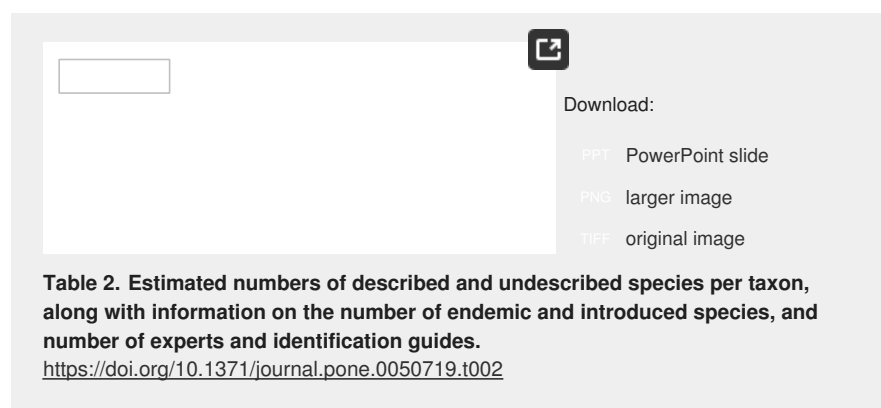 Download:
PPT PowerPoint slide
PNG larger image
TIFF original image
Table 2. Estimated numbers of described and undescribed species per taxon,
along with information on the number of endemic and introduced species, and
number of experts and identification guides.
https://doi.org/10.1371/journal.pone.0050719.t002